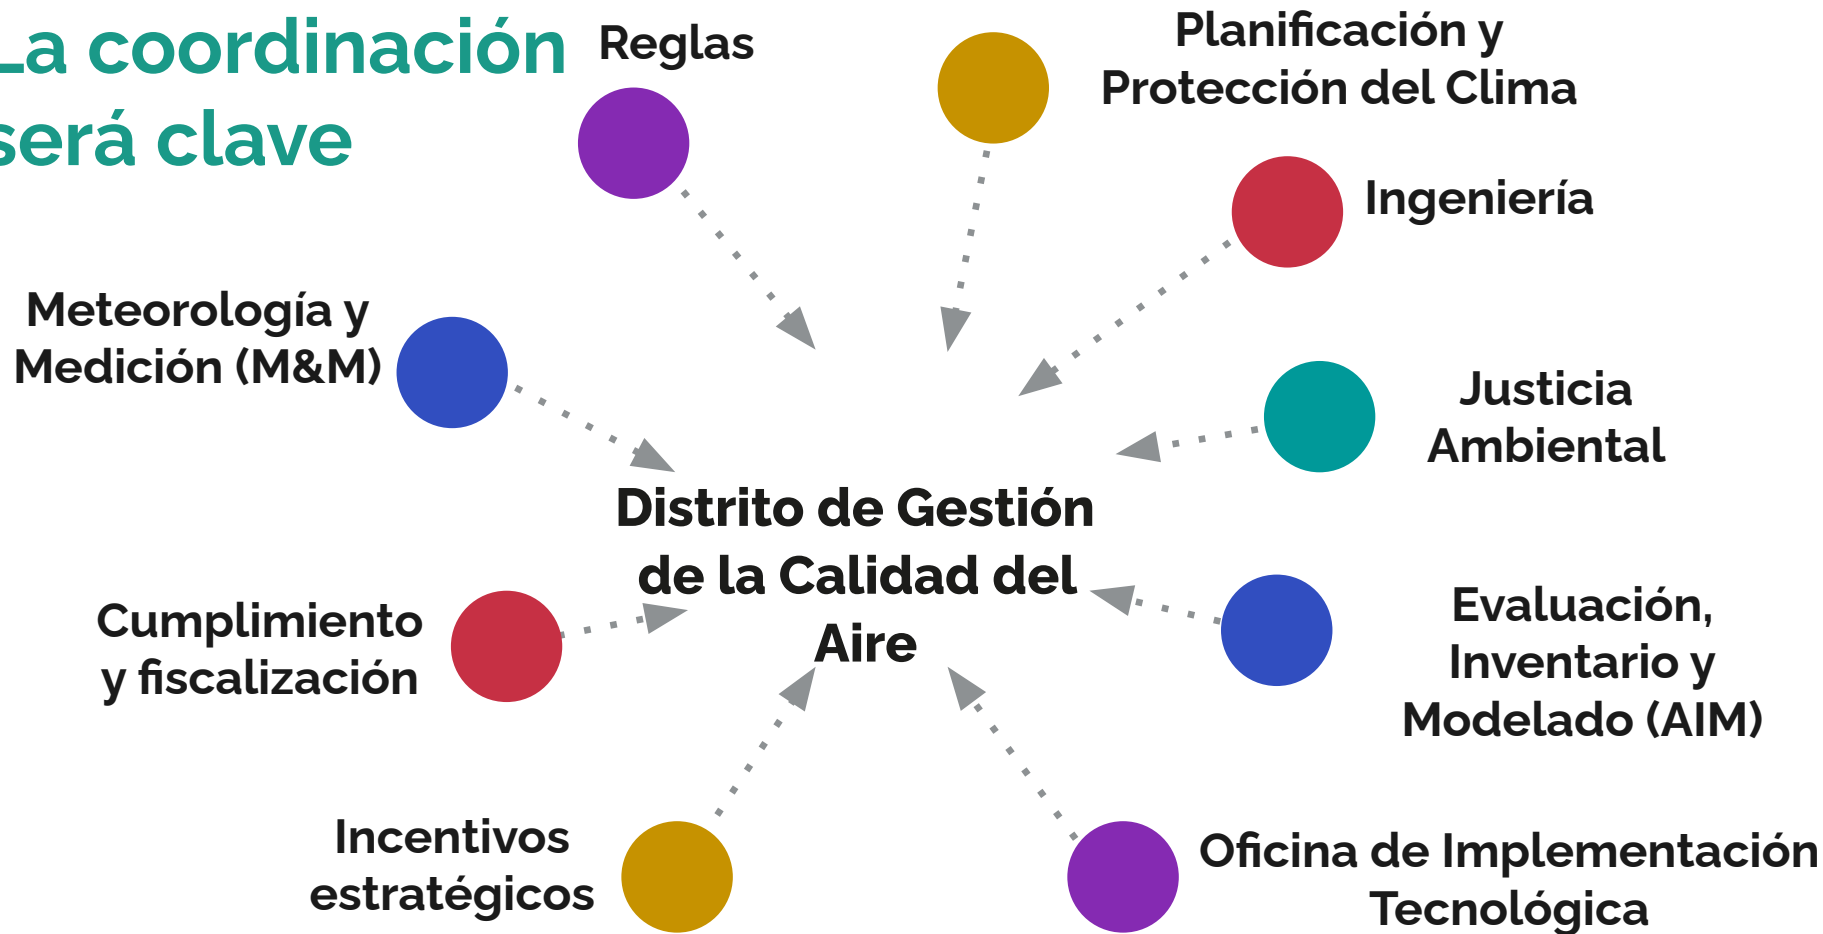 La coordinación
será clave
Reglas
Planificación y
Protección del Clima
Ingeniería
Meteorología y
Medición (M&M)
Justicia
Ambiental
Distrito de Gestión
de la Calidad del
Aire
Cumplimiento
y fiscalización
Evaluación,
Inventario y
Modelado (AIM)
Incentivos
estratégicos
Oficina de Implementación
Tecnológica